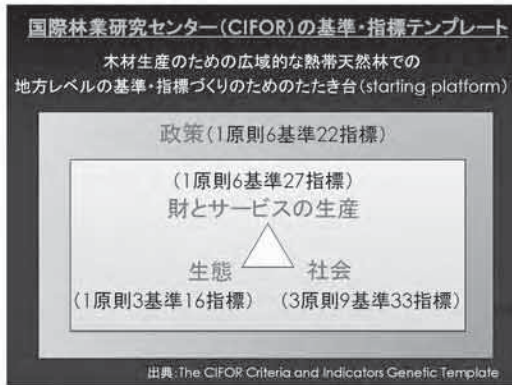 国際林業研究センター(CIFOR)の基準・指標テンプレート
木材生産のための広域的な熱帯天然林での
地方レベルの基準・指標づくりのためのたたき台(starting platform)
政策(1原則6基準22指標)
(1原則6基準27指標)
財とサービスの生産
生態 社会
(1原則3基準16指標) (3原則9基準33指標)
出典:The CIFOR Criteria and Indicators Genetic Template